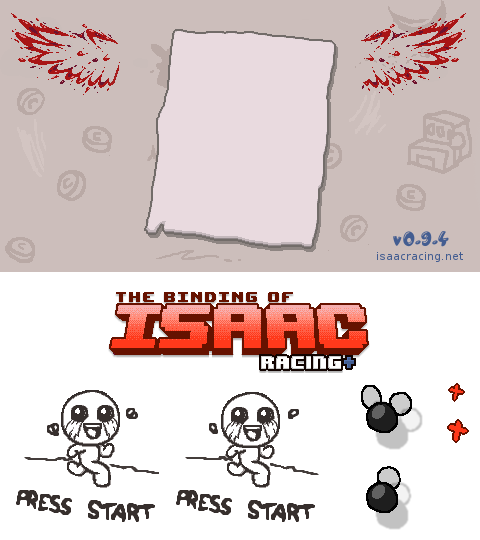 v0.9.4
isaacracing.net
THE BINDING OF
ISAAC
RACING+
PRESS START
PRESS START